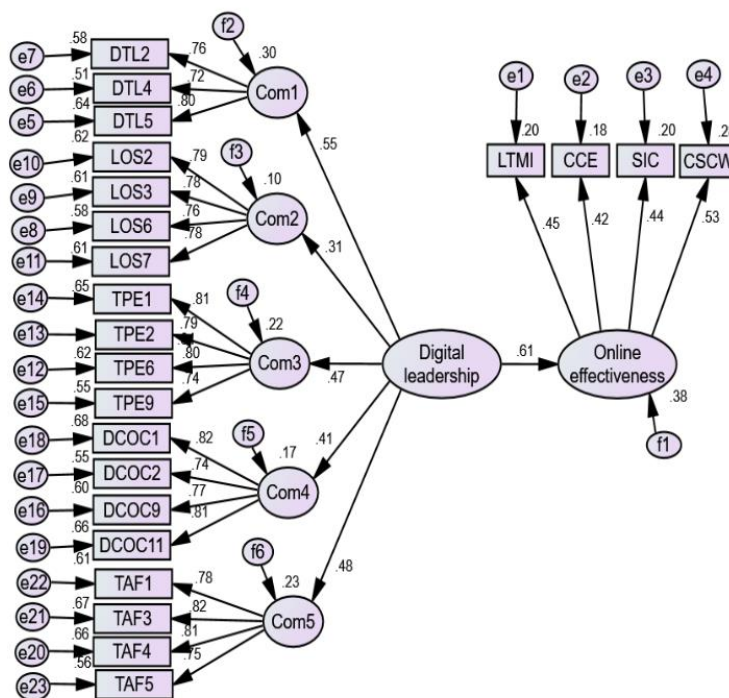 f2
e7
.58
DTL2
.76
.30
e6
.51
DTL4
.72
Com1
e5
.64
DTL5
.80
.62
e10
LOS2
.79
f3
.61
e9
LOS3
.78
.10
.58
e8
LOS6
.76
Com2
e11
.61
LOS7
.78
e14
.65
TPE1
.81
f4
e13
TPE2
.79
.22
e12
.62
TPE6
.80
Com3
e15
.55
TPE9
.74
e18
.68
DCOC1
.82
f5
e17
.55
DCOC2
.74
.17
e16
.60
DCOC9
.77
Com4
e19
.66
DCOC11
.81
.61
e22
TAF1
.78
f6
e21
.67
TAF3
.82
.23
e20
.66
TAF4
.81
Com5
e23
.56
TAF5
.75
.55
.31
.47
.41
.48
Digital
leadership
.61
Online
effectiveness
.38
f1
e1
e2
e3
e4
.20
.18
.20
LTMI
CCE
SIC
CSCW
.45
.42
.44
.53